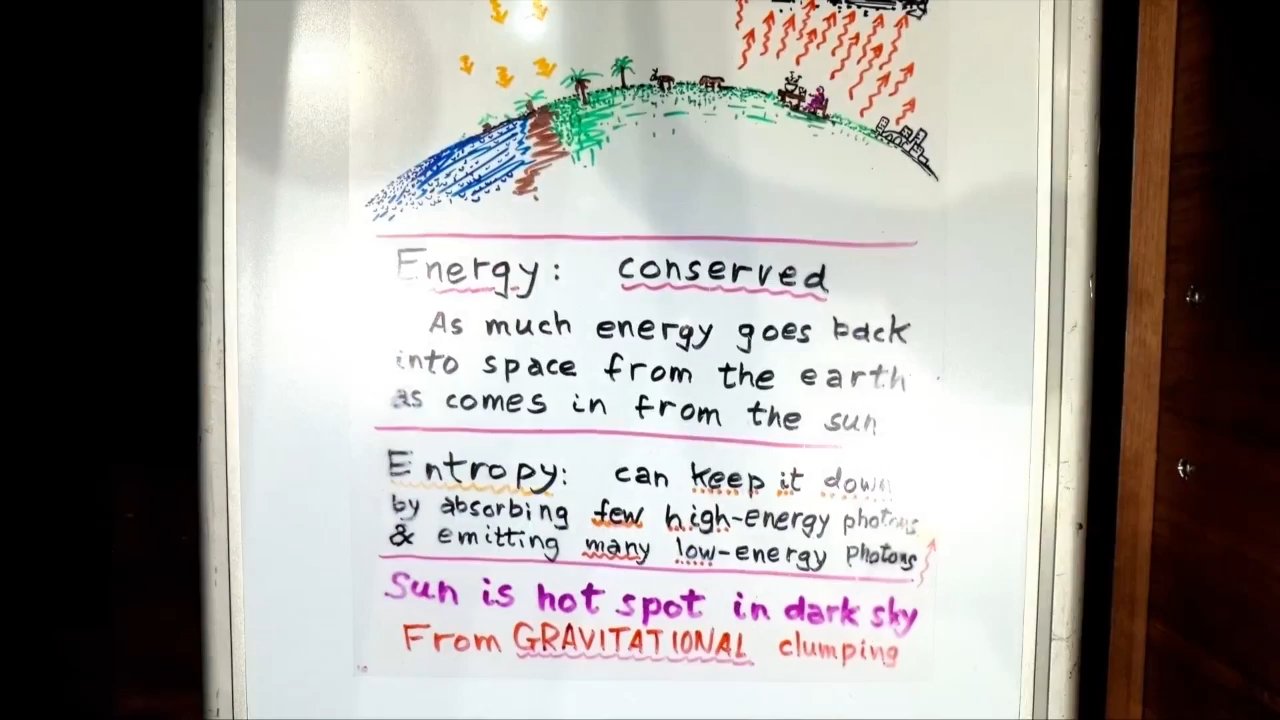 Energy: conserved
As much energy goes back
into space from the earth
as comes in from the sun
Entropy: can keep it down
by absorbing few high-energy photons
& emitting many low-energy photons
Sun is hot spot in dark sky
From GRAVITATIONAL clumping